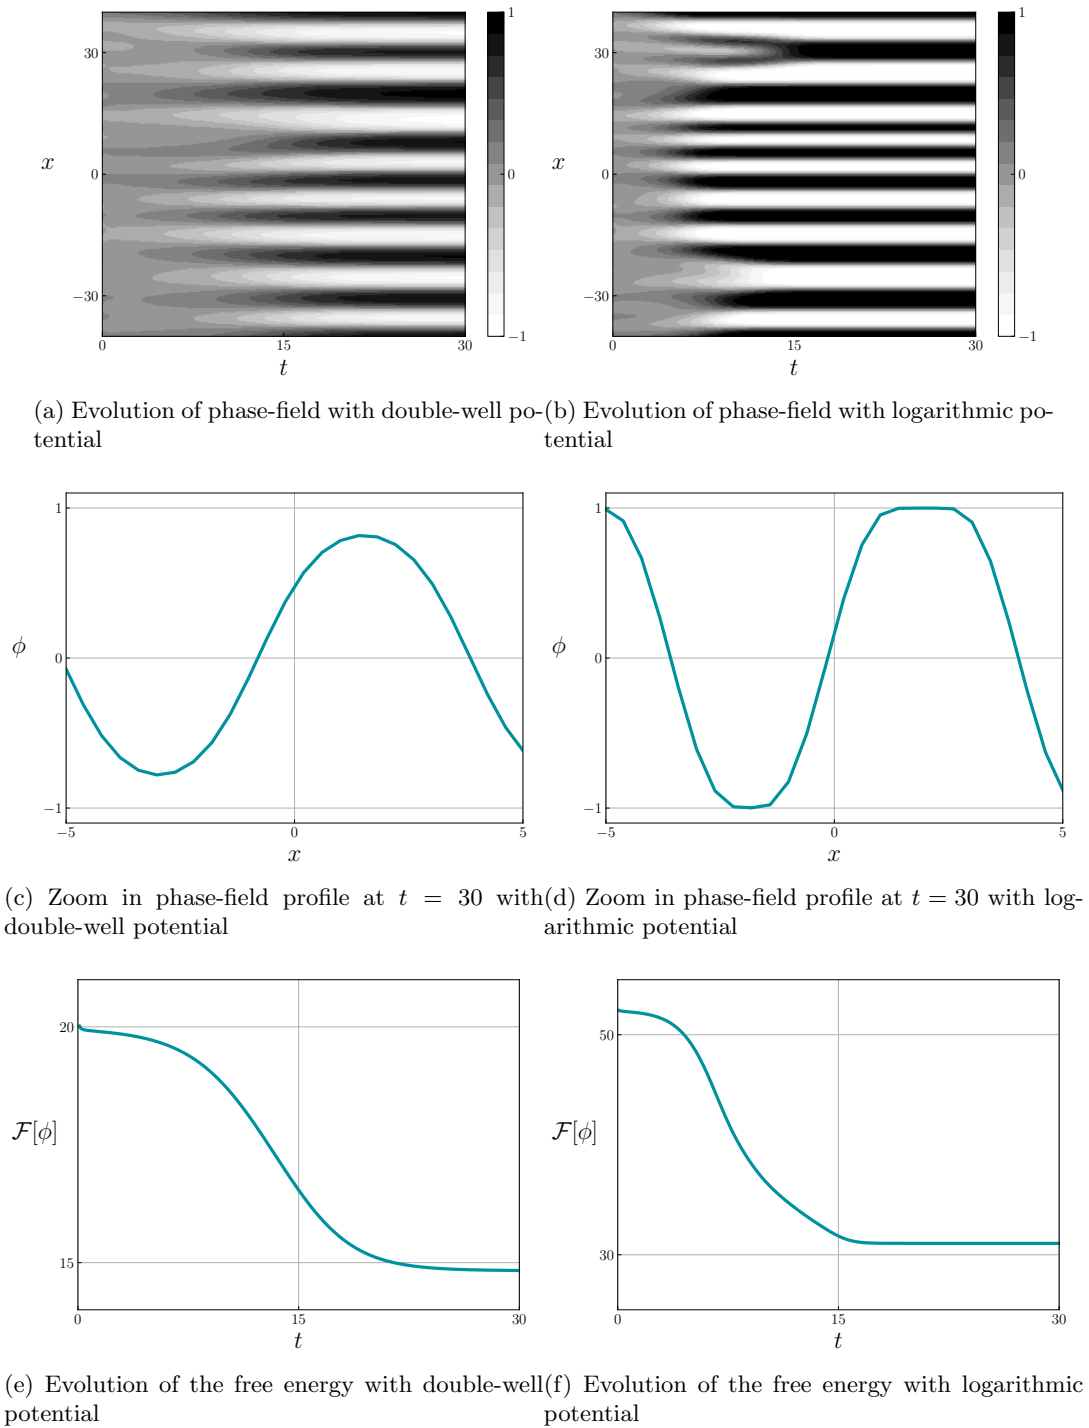 1
30
x
0
0
−30
−1
0
15
30
t
1
30
x
0
0
−30
−1
0
15
30
t
(a) Evolution of phase-field with double-well po-
tential
(b) Evolution of phase-field with logarithmic po-
tential
1
ϕ
0
−1
−5
0
5
x
1
ϕ
0
−1
−5
0
5
x
(c) Zoom in phase-field profile at t = 30 with
double-well potential
(d) Zoom in phase-field profile at t = 30 with log-
arithmic potential
20
ℱ[ϕ]
15
0
15
30
t
50
ℱ[ϕ]
30
0
15
30
t
(e) Evolution of the free energy with double-well
potential
(f) Evolution of the free energy with logarithmic
potential